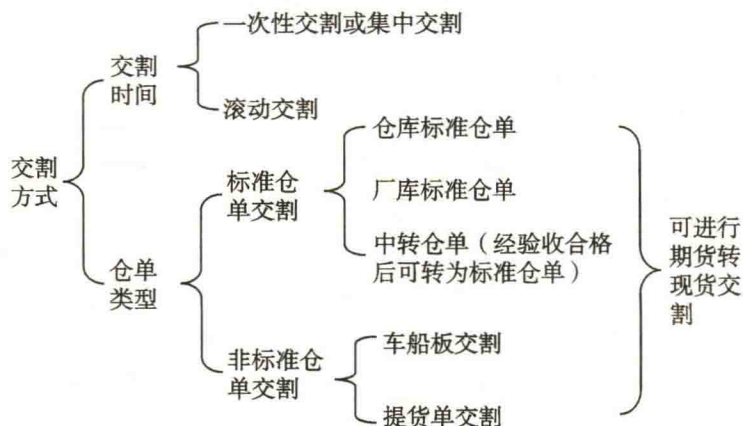 一次性交割或集中交割
交割
时间
滚动交割
仓库标准仓单
交割
方式
标准仓
单交割
厂库标准仓单
中转仓单（经验收合格
后可转为标准仓单）
可进行
期货转
现货交
割
仓单
类型
车船板交割
非标准仓
单交割
提货单交割